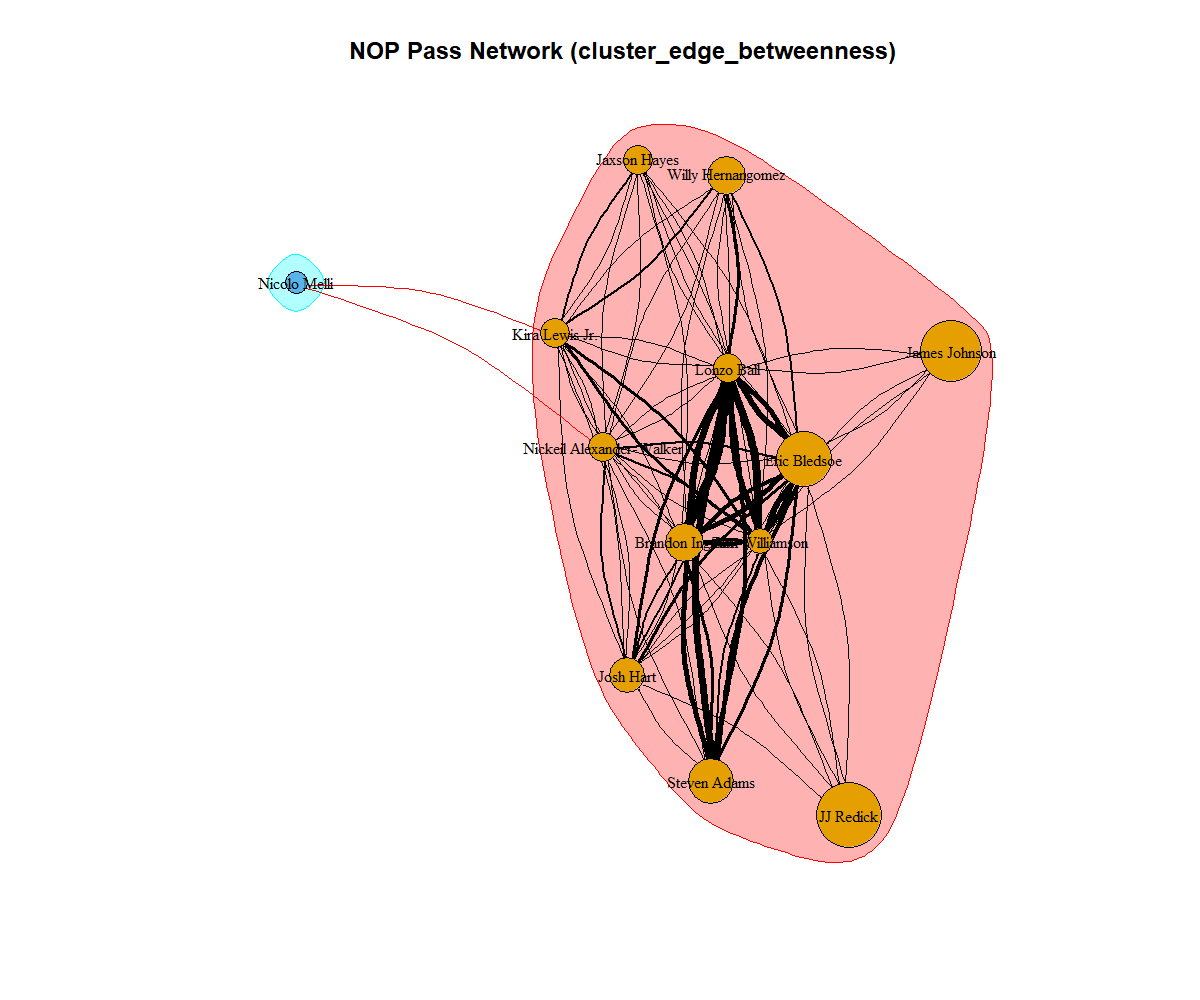 NOP Pass Network (cluster_edge_betweenness)
Jaxson Hayes
Willy Hernangomez
Nicolo Melli
Kira Lewis Jr.
James Johnson
Lonzo Ball
Nickeil Alexander-Walker
Eric Bledsoe
Brandon
Williamson
Josh Hart
Steven Adams
JJ Redick